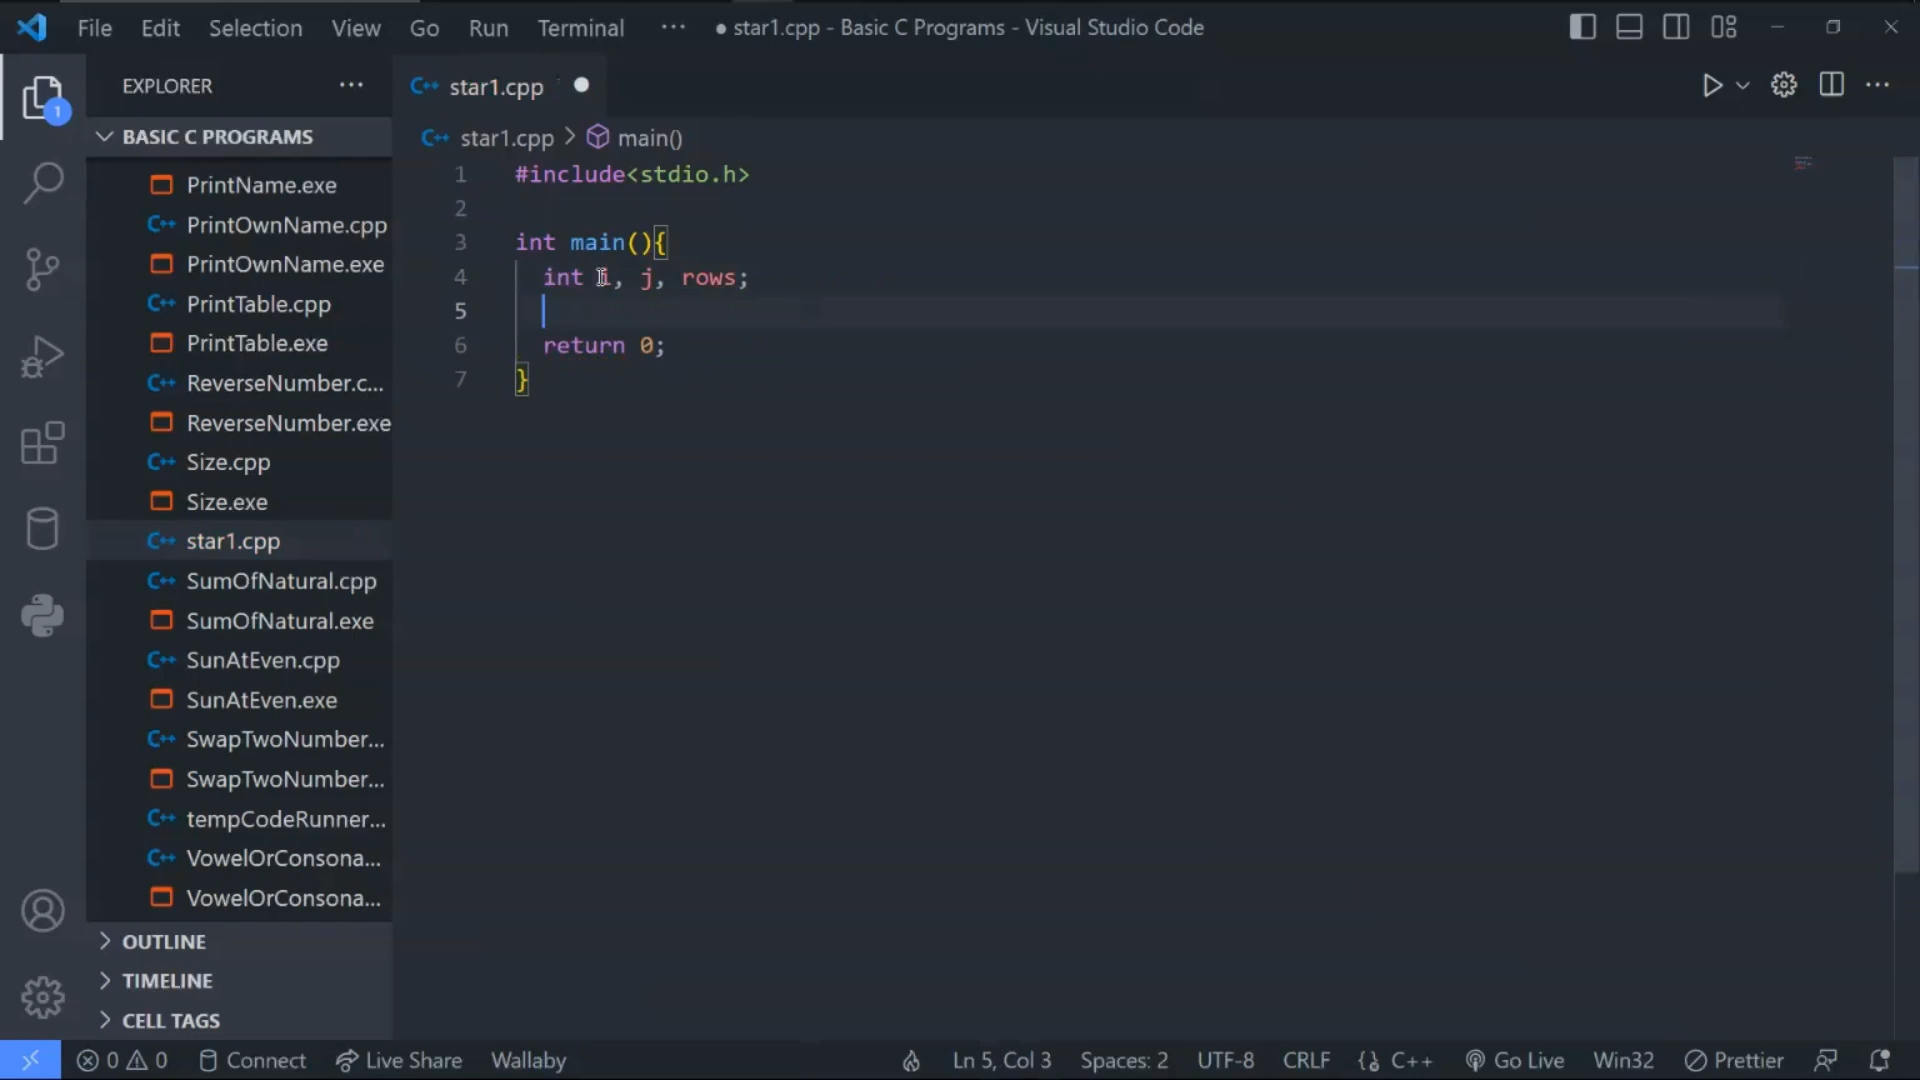 File Edit Selection View Go Run Terminal ··· ● star1.cpp - Basic C Programs - Visual Studio Code
EXPLORER ···
C++ star1.cpp
1
BASIC C PROGRAMS
C++ star1.cpp > main()
PrintName.exe
C++ PrintOwnName.cpp
PrintOwnName.exe
C++ PrintTable.cpp
PrintTable.exe
C++ ReverseNumber.c...
ReverseNumber.exe
C++ Size.cpp
Size.exe
C++ star1.cpp
C++ SumOfNatural.cpp
SumOfNatural.exe
C++ SunAtEven.cpp
SunAtEven.exe
C++ SwapTwoNumber...
SwapTwoNumber...
C++ tempCodeRunner...
C++ VowelOrConsona...
VowelOrConsona...
OUTLINE
TIMELINE
CELL TAGS
1 #include<stdio.h>
2
3 int main(){
4 int i, j, rows;
5
6 return 0;
7 }
0 0 Connect Live Share Wallaby Ln 5, Col 3 Spaces: 2 UTF-8 CRLF C++ Go Live Win32 Prettier